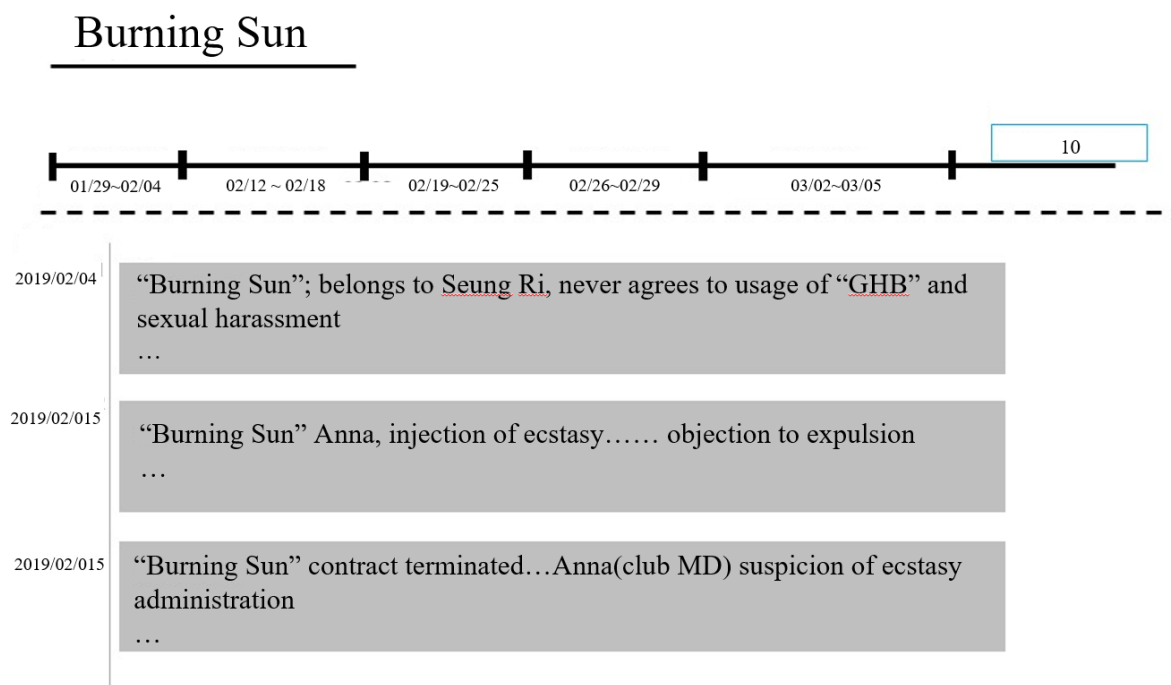 Burning Sun
10
01/29~02/04
02/12 ~ 02/18
02/19~02/25
02/26~02/29
03/02~03/05
2019/02/04
“Burning Sun”; belongs to Seung Ri, never agrees to usage of “GHB” and
sexual harassment
…
2019/02/015
“Burning Sun” Anna, injection of ecstasy…… objection to expulsion
…
2019/02/015
“Burning Sun” contract terminated…Anna(club MD) suspicion of ecstasy
administration
…